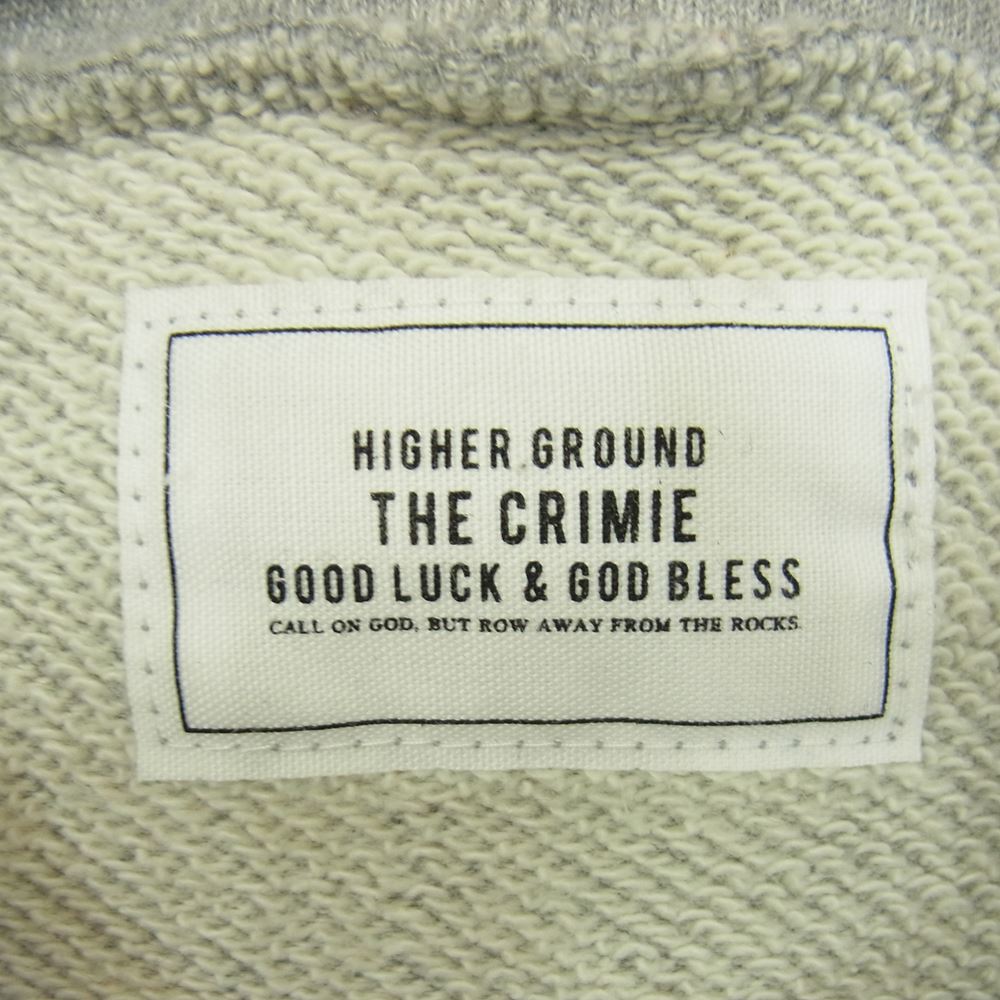 HIGHER GROUND
THE CRIMIE
GOOD LUCK & GOD BLESS
CALL ON GOD, BUT ROW AWAY FROM THE ROCKS.